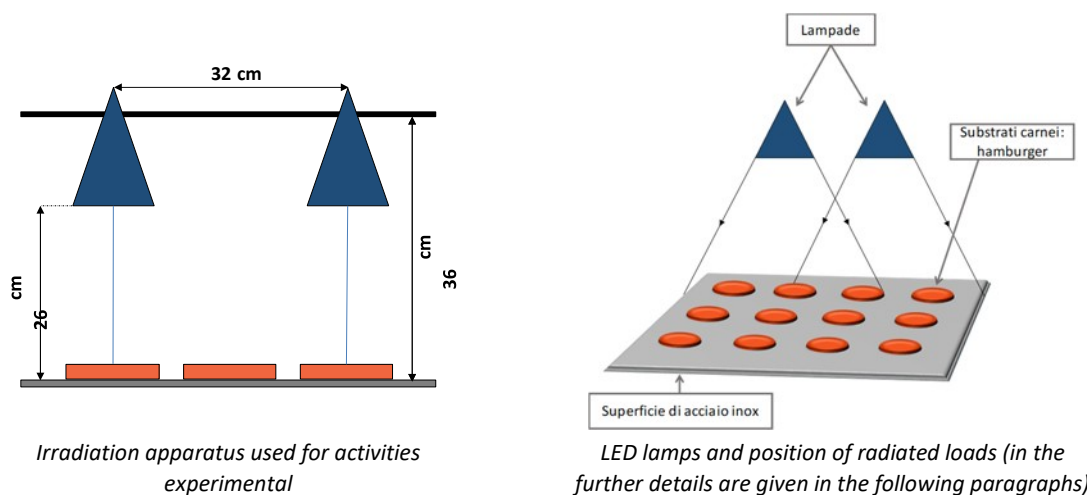 32 cm
cm
26
cm
36
Irradiation apparatus used for activities
experimental
Lampade
Substrati carnei:
hamburger
Superficie di acciaio inox
LED lamps and position of radiated loads (in the
further details are given in the following paragraphs)